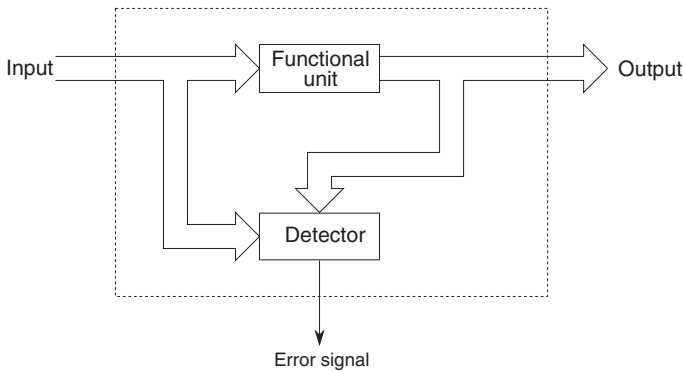 Input
Functional
unit
Output
Detector
Error signal